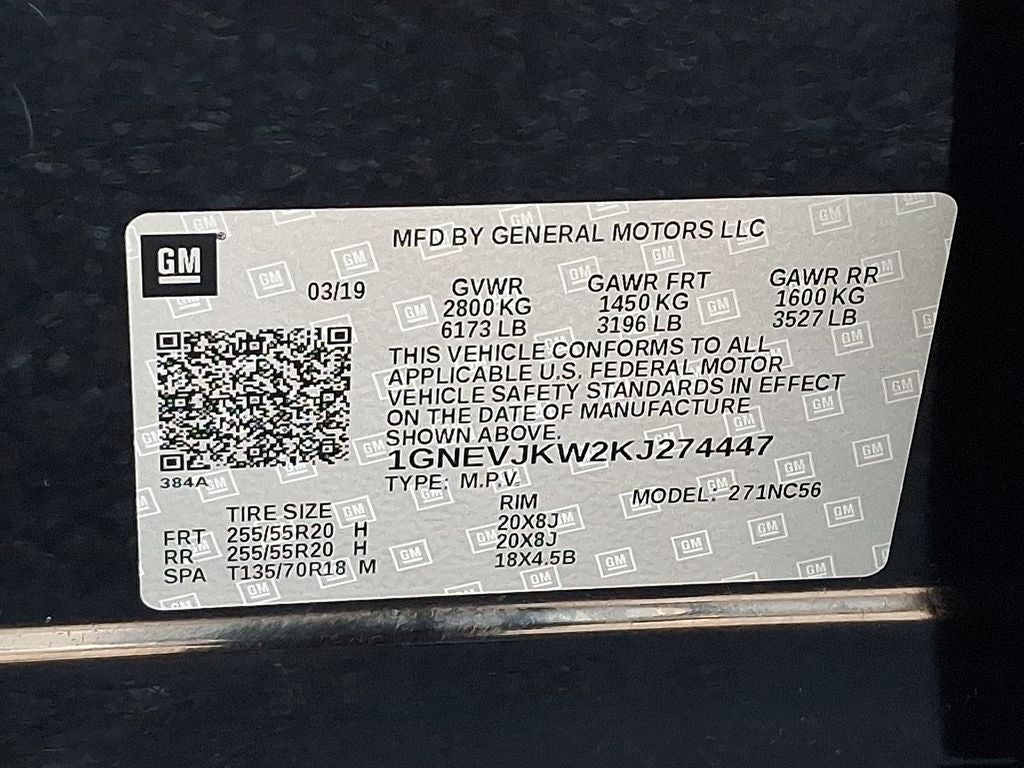 GM
MFD BY GENERAL MOTORS LLC
03/19
GVWR GAWR FRT GAWR RR
2800 KG 1450 KG 1600 KG
6173 LB 3196 LB 3527 LB
THIS VEHICLE CONFORMS TO ALL
APPLICABLE U.S. FEDERAL MOTOR
VEHICLE SAFETY STANDARDS IN EFFECT
ON THE DATE OF MANUFACTURE
SHOWN ABOVE.
1GNEVJKW2KJ274447
384A
TYPE: M.P.V. MODEL: 271NC56
TIRE SIZE RIM
FRT 255/55R20 H 20X8J
RR 255/55R20 H 20X8J
SPA T135/70R18 M 18X4.5B